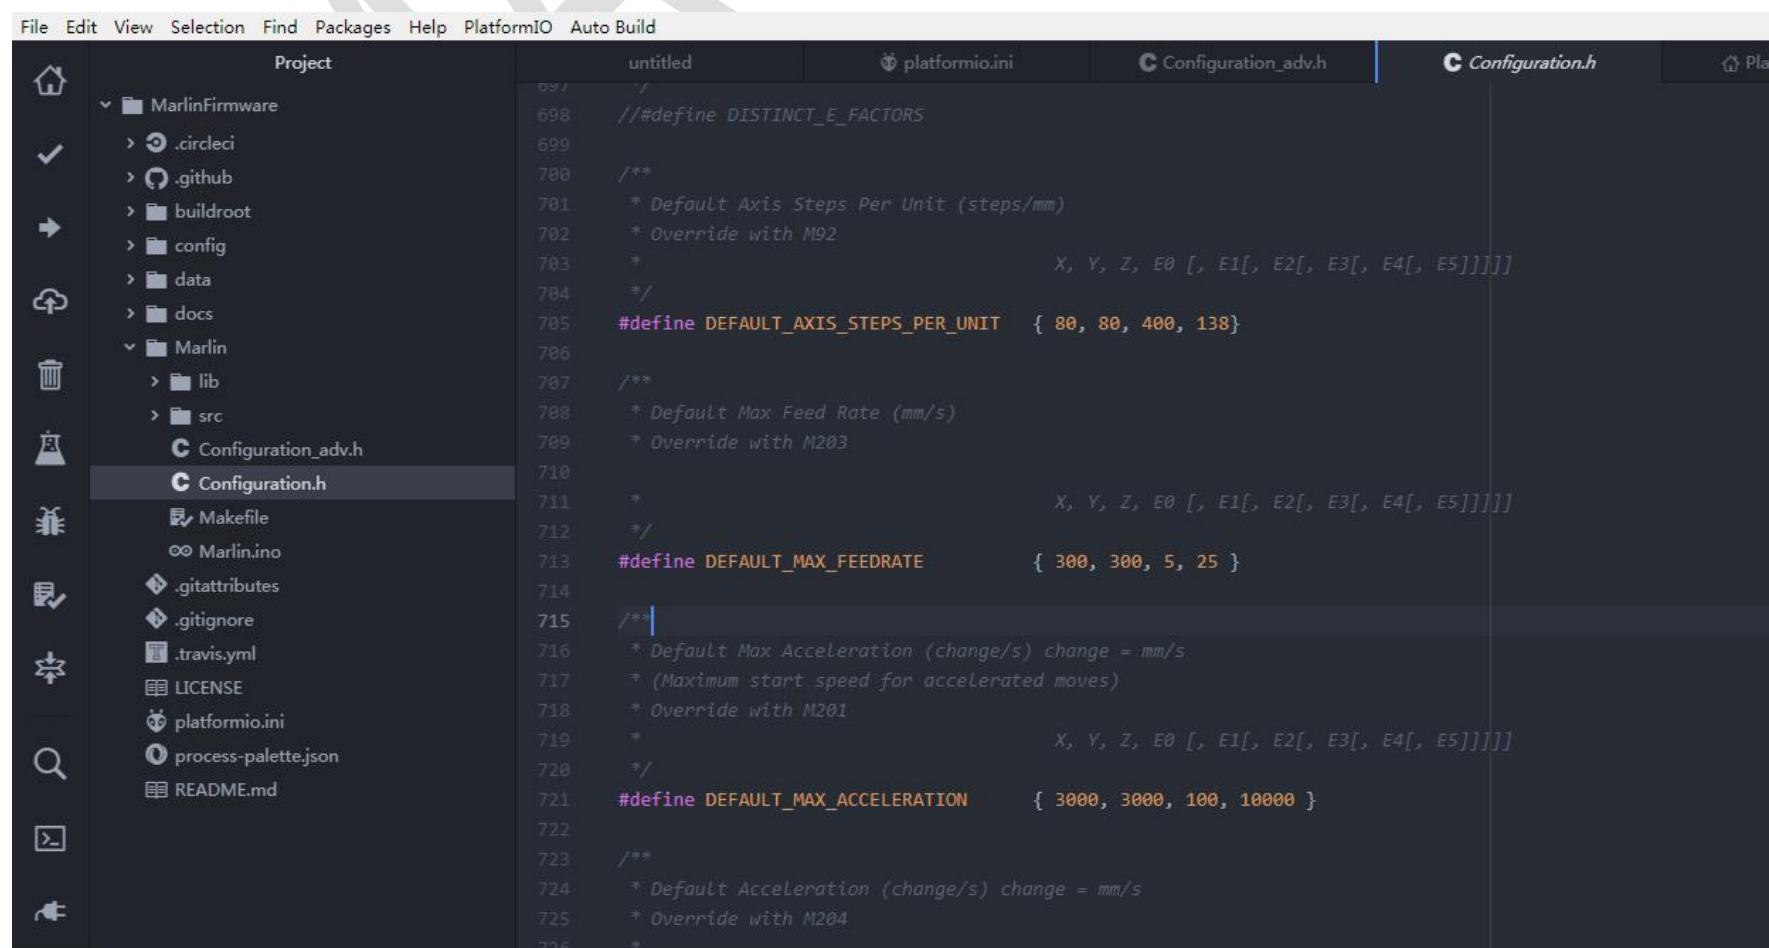 File Edit View Selection Find Packages Help PlatformIO Auto Build
Project
MarlinFirmware
.circleci
.github
buildroot
config
data
docs
Marlin
lib
src
Configuration_adv.h
Configuration.h
Makefile
Marlin.ino
.gitattributes
.gitignore
.travis.yml
LICENSE
platformio.ini
process-palette.json
README.md
untitled platformio.ini Configuration_adv.h Configuration.h Pla
697 */
698 //#define DISTINCT_E_FACTORS
699
700 /**
701 * Default Axis Steps Per Unit (steps/mm)
702 * Override with M92
703 * X, Y, Z, E0 [, E1[, E2[, E3[, E4[, E5]]]]]
704 */
705 #define DEFAULT_AXIS_STEPS_PER_UNIT { 80, 80, 400, 138}
706
707 /**
708 * Default Max Feed Rate (mm/s)
709 * Override with M203
710
711 * X, Y, Z, E0 [, E1[, E2[, E3[, E4[, E5]]]]]
712 */
713 #define DEFAULT_MAX_FEEDRATE { 300, 300, 5, 25 }
714
715 /**
716 * Default Max Acceleration (change/s) change = mm/s
717 * (Maximum start speed for accelerated moves)
718 * Override with M201
719 * X, Y, Z, E0 [, E1[, E2[, E3[, E4[, E5]]]]]
720 */
721 #define DEFAULT_MAX_ACCELERATION { 3000, 3000, 100, 10000 }
722
723 /**
724 * Default Acceleration (change/s) change = mm/s
725 * Override with M204
726 *